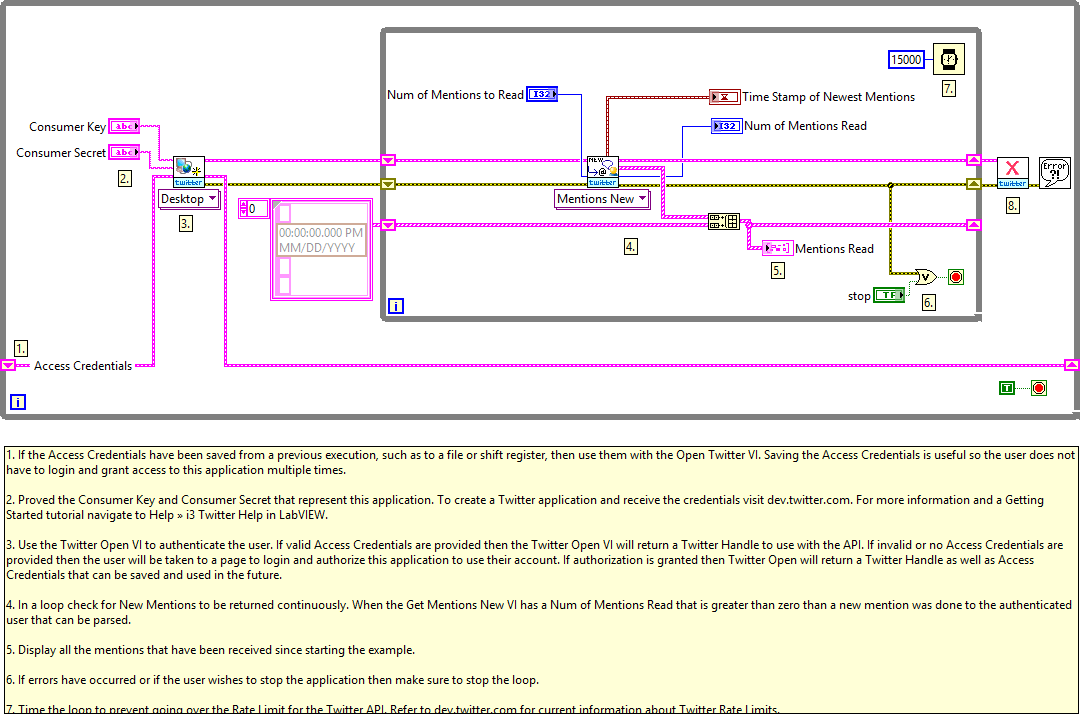 15000
7.
Num of Mentions to Read
I32
Time Stamp of Newest Mentions
I32
Num of Mentions Read
Consumer Key
abc
Consumer Secret
abc
2.
twitter
Desktop
3.
NEW
twitter
Mentions New
twitter
8.
Error
?!
0
00:00:00.000 PM
MM/DD/YYYY
4.
Mentions Read
5.
stop
TF
V
6.
i
1.
Access Credentials
T
i
1. If the Access Credentials have been saved from a previous execution, such as to a file or shift register, then use them with the Open Twitter VI. Saving the Access Credentials is useful so the user does not
have to login and grant access to this application multiple times.
2. Proved the Consumer Key and Consumer Secret that represent this application. To create a Twitter application and receive the credentials visit dev.twitter.com. For more information and a Getting
Started tutorial navigate to Help » i3 Twitter Help in LabVIEW.
3. Use the Twitter Open VI to authenticate the user. If valid Access Credentials are provided then the Twitter Open VI will return a Twitter Handle to use with the API. If invalid or no Access Credentials are
provided then the user will be taken to a page to login and authorize this application to use their account. If authorization is granted then Twitter Open will return a Twitter Handle as well as Access
Credentials that can be saved and used in the future.
4. In a loop check for New Mentions to be returned continuously. When the Get Mentions New VI has a Num of Mentions Read that is greater than zero than a new mention was done to the authenticated
user that can be parsed.
5. Display all the mentions that have been received since starting the example.
6. If errors have occurred or if the user wishes to stop the application then make sure to stop the loop.
7. Time the loop to prevent going over the Rate Limit for the Twitter API. Refer to dev.twitter.com for current information about Twitter Rate Limits.